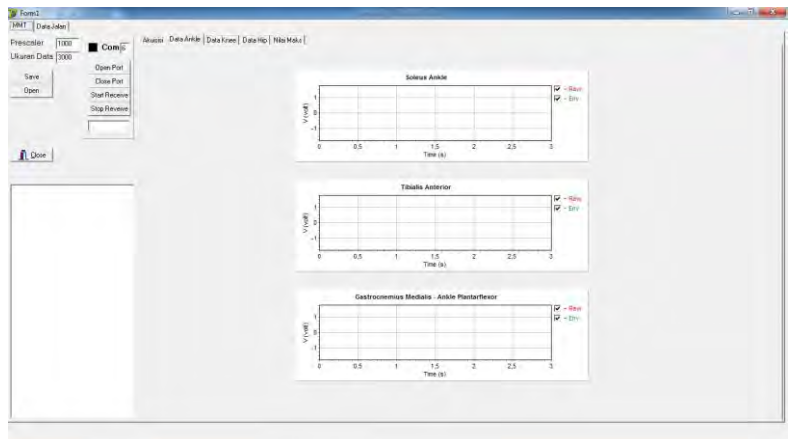 Form1
MMT Data Jalan
Prescaler 1000
Ukuran Data 3000
Com
Save
Open
Open Port
Close Port
Start Receive
Stop Reveive
Close
Akuisisi Data Ankle Data Knee Data Hip Nilai Maks
Soleus Ankle
V (volt)
1
0
-1
0 0,5 1 1,5 2 2,5 3
Time (s)
Raw
Env
Tibialis Anterior
V (volt)
1
0
-1
0 0,5 1 1,5 2 2,5 3
Time (s)
Raw
Env
Gastrocnemius Medialis - Ankle Plantarflexor
V (volt)
1
0
-1
0 0,5 1 1,5 2 2,5 3
Time (s)
Raw
Env